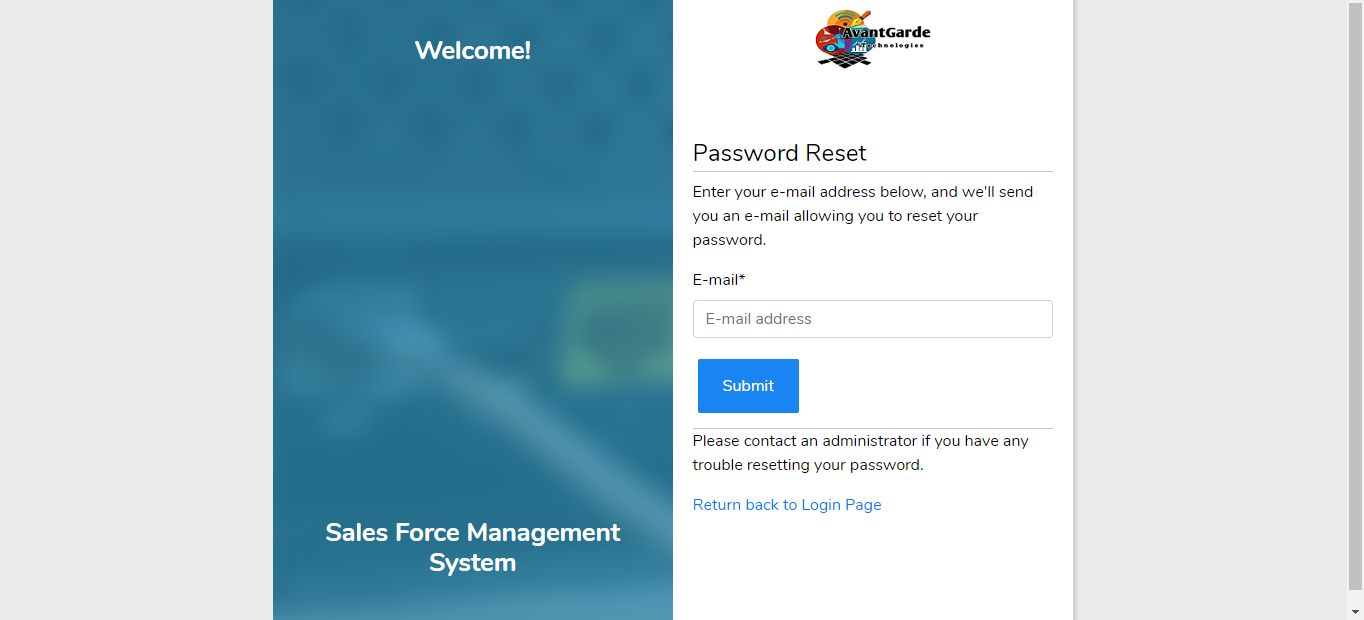 Welcome!
Sales Force Management
System
AvantGarde
Technologies
Password Reset
Enter your e-mail address below, and we'll send
you an e-mail allowing you to reset your
password.
E-mail*
E-mail address
Submit
Please contact an administrator if you have any
trouble resetting your password.
Return back to Login Page